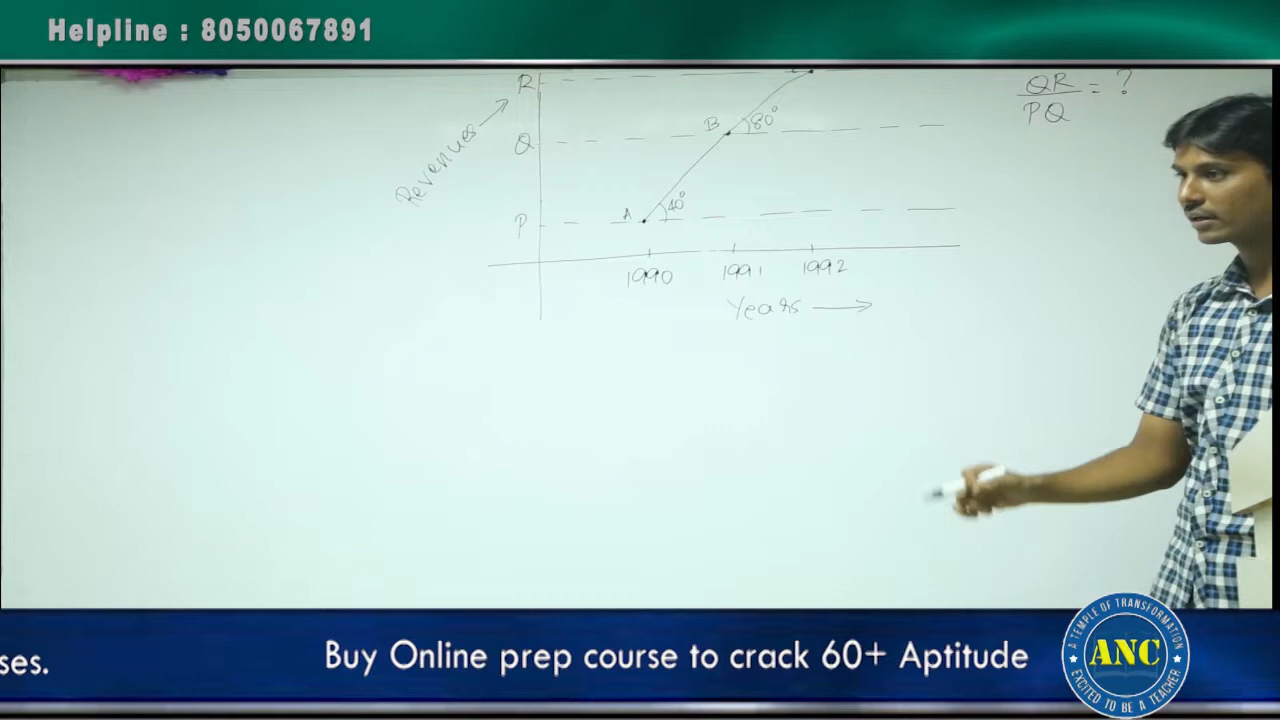 Helpline : 8050067891
R
QR
PQ
= ?
Revenues
Q
B
80°
P
A
40°
1990 1991 1992
Years
ses.
Buy Online prep course to crack 60+ Aptitude
A TEMPLE OF TRANSFORMATION
ANC
EXCITED TO BE A TEACHER